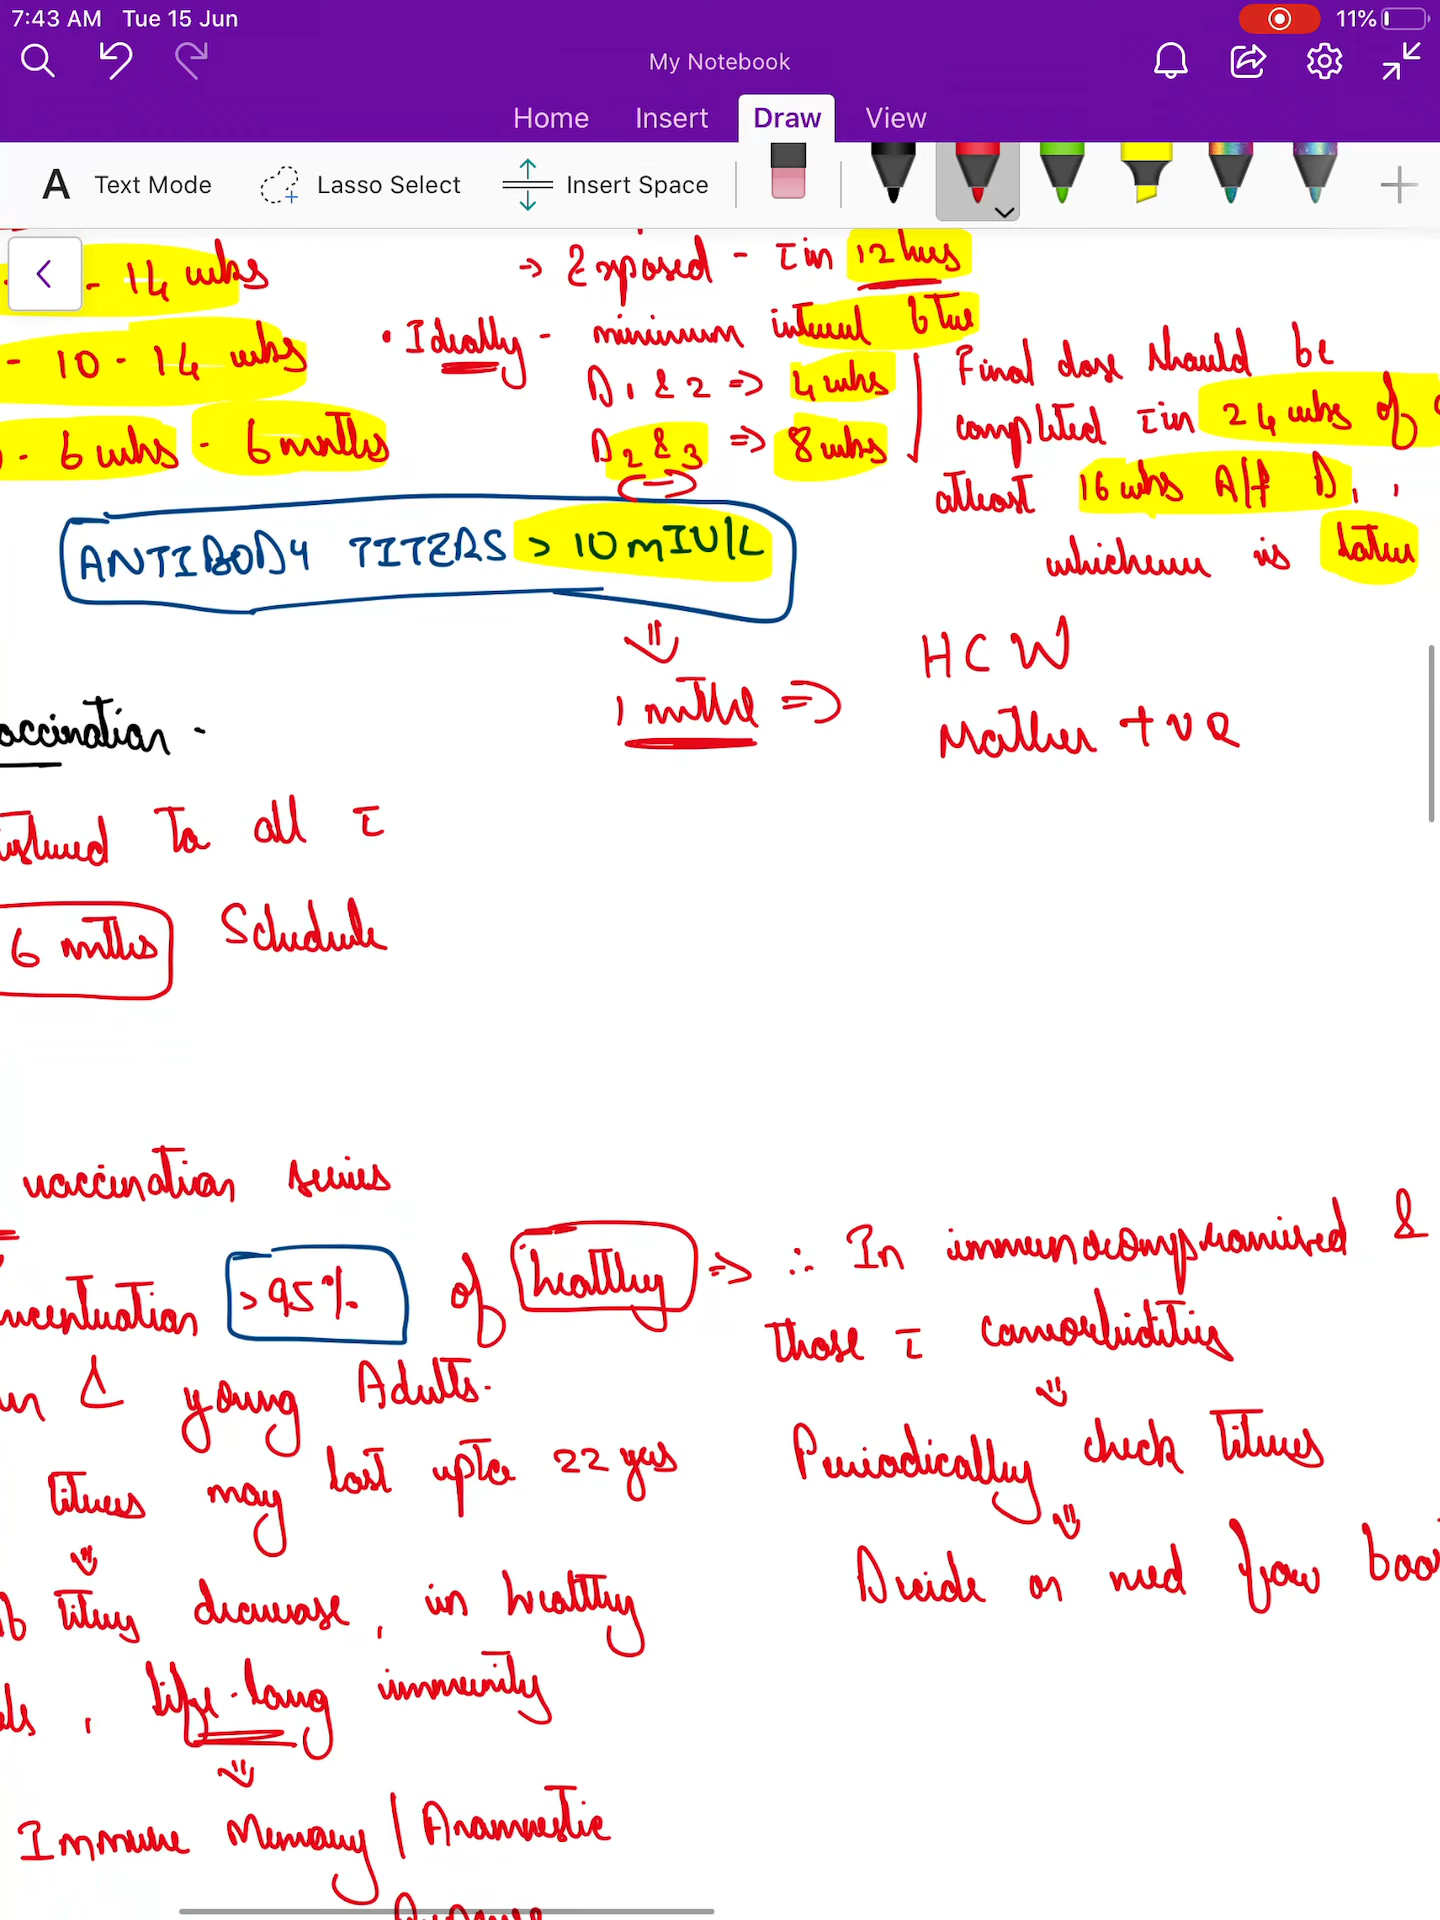 7:43 AM Tue 15 Jun
11%
My Notebook
Home Insert Draw View
A Text Mode Lasso Select Insert Space
- 14 wks
→ Exposed - in 12 hrs
- 10 - 14 wks
• Ideally - minimum interval btw
D1 & 2 => 4 wks
- 6 wks - 6 mnths
D2 & 3 => 8 wks
Final dose should be
completed in 24 wks of
atleast 16 wks A/f D1,
whichever is later
ANTIBODY TITERS > 10 mIU/L
1 mnth =>
HCW
Mother +ve
accination -
to all
6 mnths Schedule
vaccination series
>95% of healthy => ∴ In immunocompromised &
those comorbidities
young Adults.
Periodically check titres
titres may last upto 22 yrs
Decide on need for
titres decrease, in healthy
, life-long immunity
Immune Memory / Anamnestic